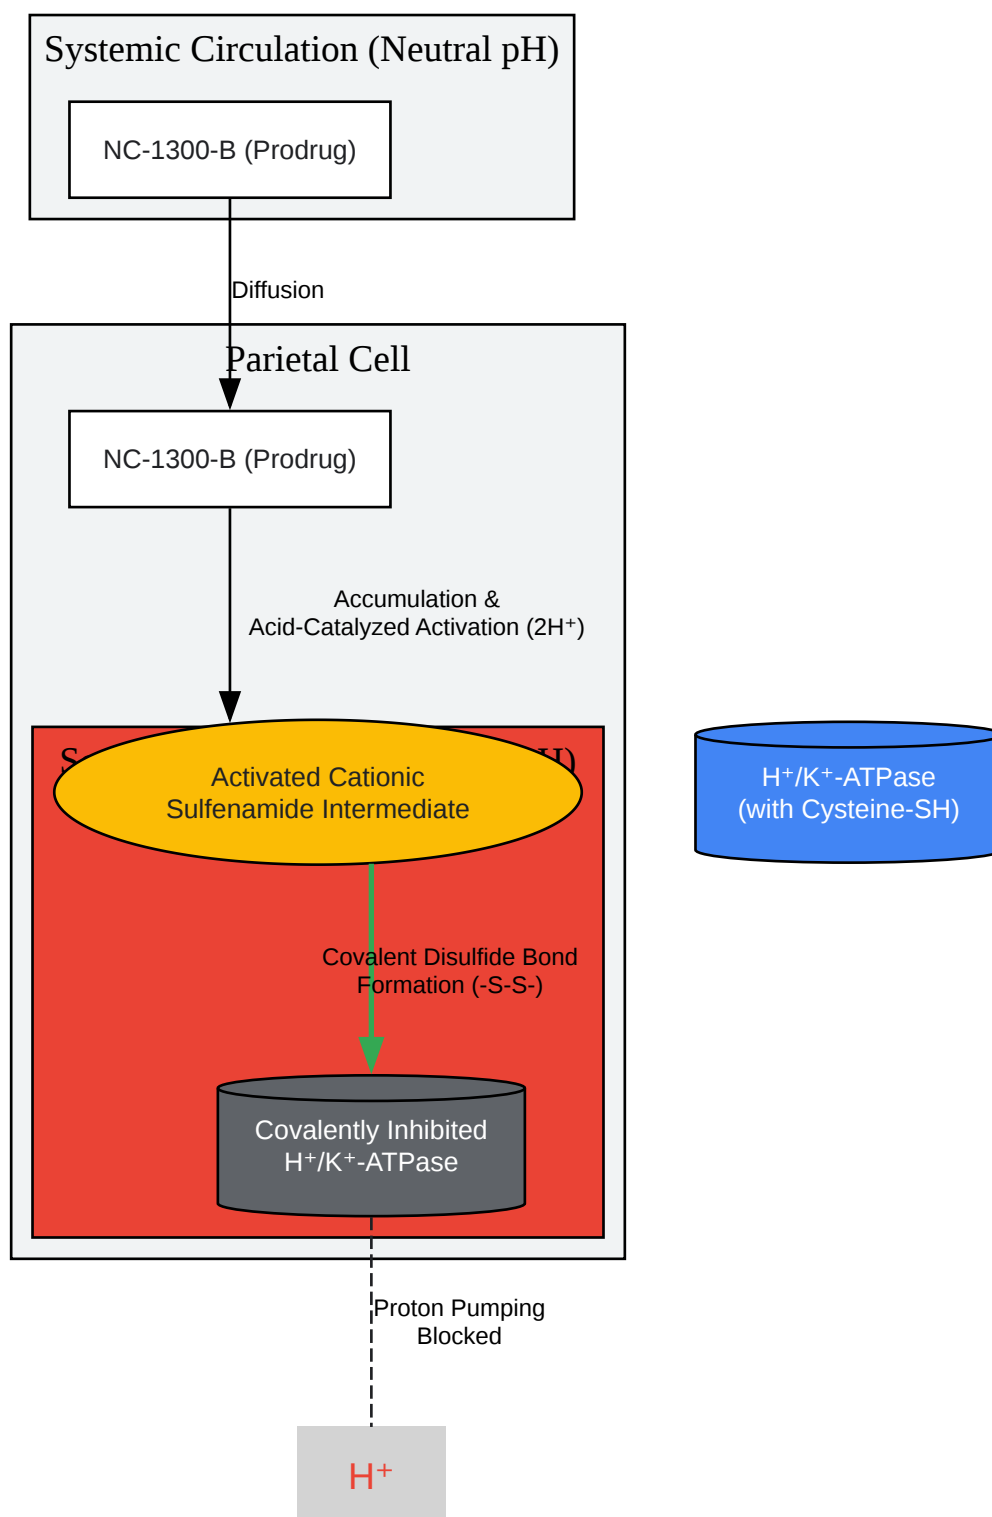 Systemic Circulation (Neutral pH)
NC-1300-B (Prodrug)
Diffusion
Parietal Cell
NC-1300-B (Prodrug)
Accumulation &
Acid-Catalyzed Activation (2H⁺)
Activated Cationic
Sulfenamide Intermediate
H⁺/K⁺-ATPase
(with Cysteine-SH)
Covalent Disulfide Bond
Formation (-S-S-)
Covalently Inhibited
H⁺/K⁺-ATPase
Proton Pumping
Blocked
H⁺